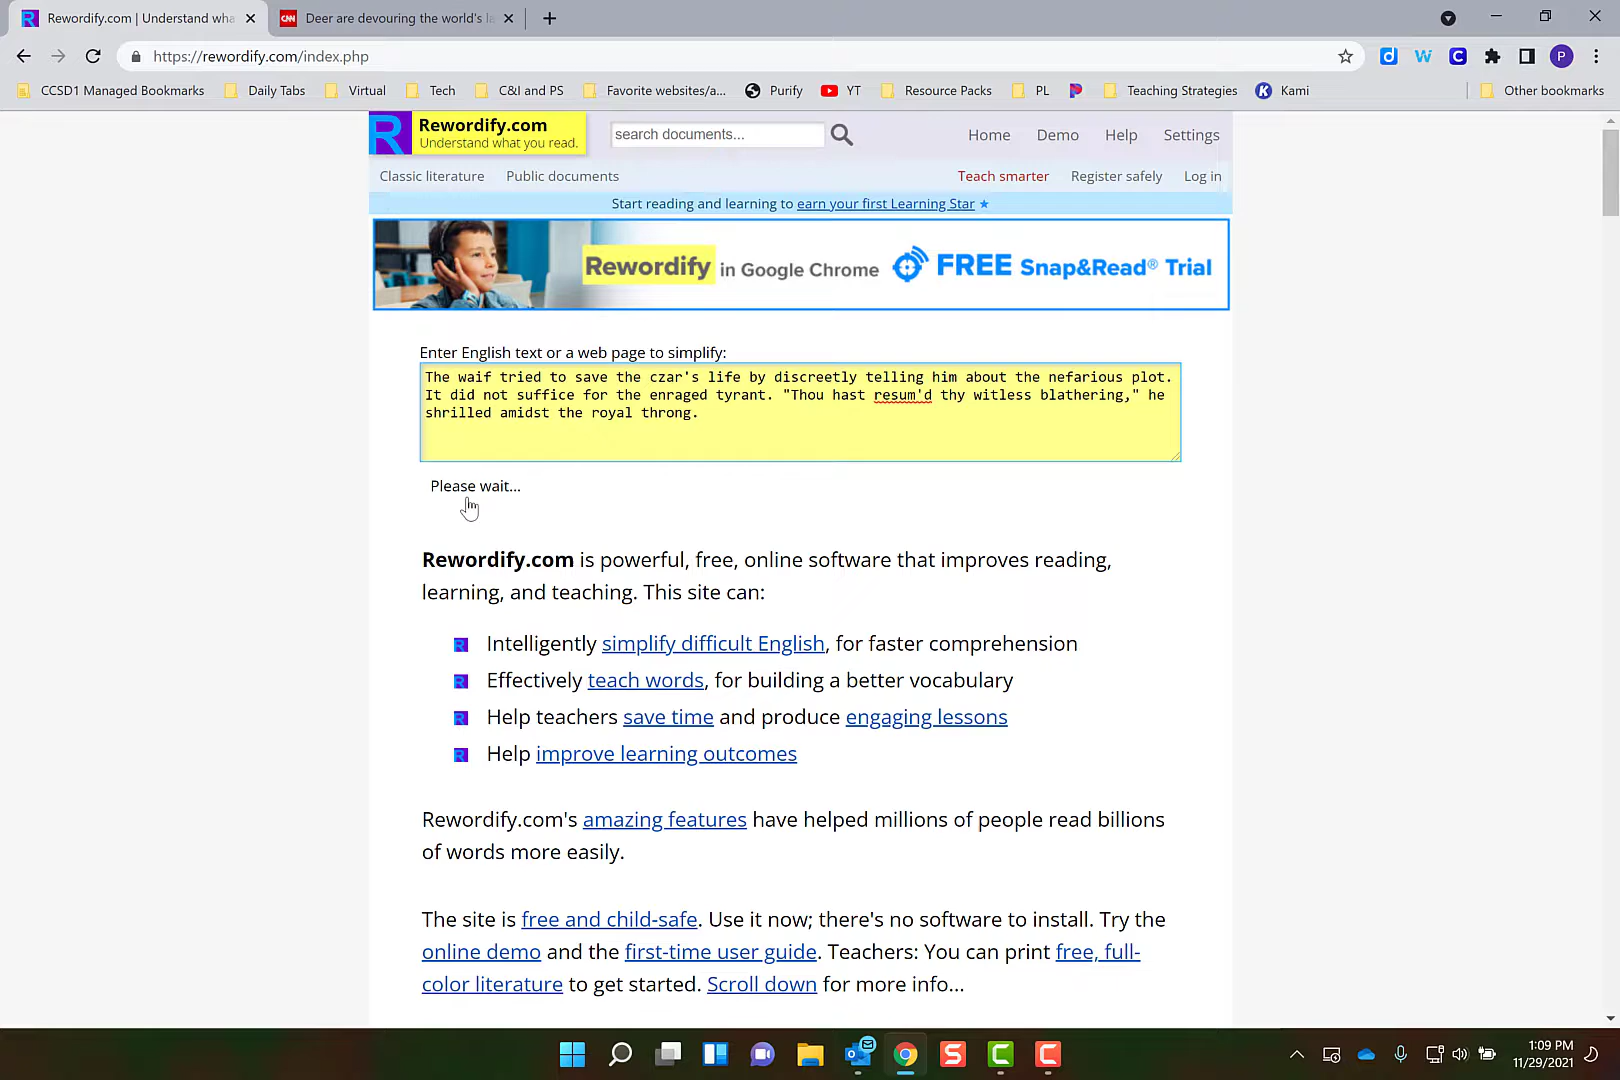 Rewordify.com | Understand wha
Deer are devouring the world's la
https://rewordify.com/index.php
CCSD1 Managed Bookmarks
Daily Tabs
Virtual
Tech
C&I and PS
Favorite websites/a...
Purify
YT
Resource Packs
PL
Teaching Strategies
Kami
Other bookmarks
Rewordify.com
Understand what you read.
search documents...
Home
Demo
Help
Settings
Classic literature
Public documents
Teach smarter
Register safely
Log in
Start reading and learning to earn your first Learning Star ★
Rewordify in Google Chrome
FREE Snap&Read® Trial
Enter English text or a web page to simplify:
The waif tried to save the czar's life by discreetly telling him about the nefarious plot.
It did not suffice for the enraged tyrant. "Thou hast resum'd thy witless blathering," he
shrilled amidst the royal throng.
Please wait...
Rewordify.com is powerful, free, online software that improves reading,
learning, and teaching. This site can:
Intelligently simplify difficult English, for faster comprehension
Effectively teach words, for building a better vocabulary
Help teachers save time and produce engaging lessons
Help improve learning outcomes
Rewordify.com's amazing features have helped millions of people read billions
of words more easily.
The site is free and child-safe. Use it now; there's no software to install. Try the
online demo and the first-time user guide. Teachers: You can print free, full-
color literature to get started. Scroll down for more info...
1:09 PM
11/29/2021